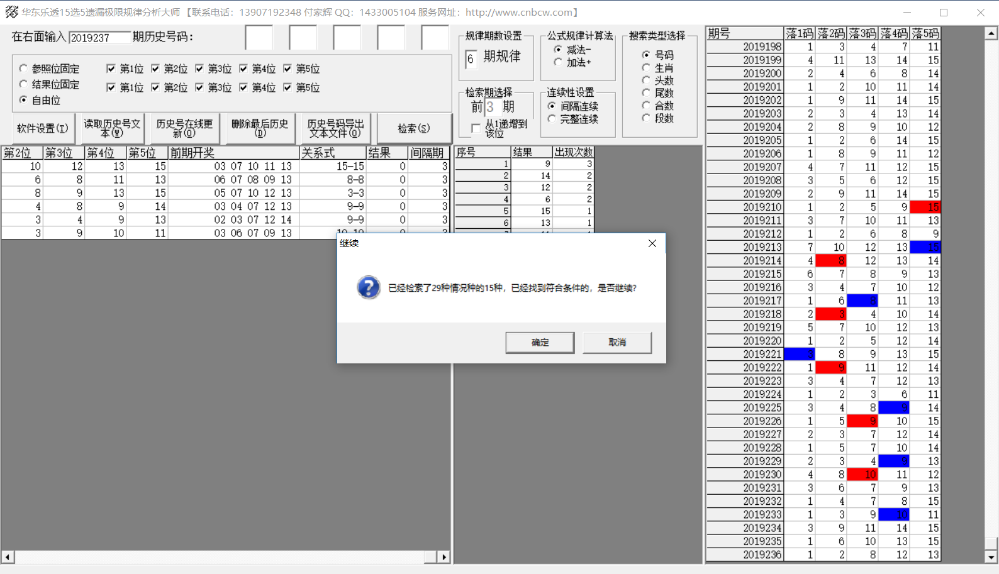 华东乐透15选5遗漏极限规律分析大师 【联系电话：13907192348 付家辉 QQ：1433005104 服务网址：http://www.cnbcw.com】
在右面输入 2019237 期历史号码：
参照位固定 第1位 第2位 第3位 第4位 第5位
结果位固定 第1位 第2位 第3位 第4位 第5位
自由位
规律期数设置
6 期规律
公式规律计算法
减法-
加法+
检索期选择
前 3 期
从1递增到该位
连续性设置
间隔连续
完整连续
搜索类型选择
号码
生肖
头数
尾数
合数
段数
软件设置(I) 读取历史号文本(W) 历史号在线更新(Q) 删除最后历史(D) 历史号码导出文本文件(O) 检索(S)
第2位 第3位 第4位 第5位 前期开奖 关系式 结果 间隔期
10 12 13 15 03 07 10 11 13 15-15 0 3
6 8 11 13 06 07 08 09 13 8-8 0 3
8 9 13 15 05 07 10 12 13 3-3 0 3
4 8 9 14 03 04 07 12 13 9-9 0 3
3 4 9 13 02 03 07 12 14 9-9 0 3
3 9 10 11 03 06 07 09 13 10-10 0 3
序号 结果 出现次数
1 9 3
2 14 2
3 12 2
4 6 2
5 15 1
6 13 1
继续
已经检索了29种情况种的15种，已经找到符合条件的，是否继续?
确定 取消
期号 落1码 落2码 落3码 落4码 落5码
2019198 1 3 4 7 11
2019199 4 11 13 14 15
2019200 2 4 6 8 14
2019201 1 2 10 11 14
2019202 1 9 11 14 15
2019203 2 3 4 13 14
2019204 2 8 9 10 12
2019205 1 2 6 14 15
2019206 1 8 9 11 12
2019207 4 7 11 12 15
2019208 3 5 6 12 15
2019209 2 9 11 14 15
2019210 1 2 5 9 15
2019211 3 7 10 11 13
2019212 1 2 6 8 9
2019213 7 10 12 13 15
2019214 4 8 12 13 14
2019215 6 7 8 9 13
2019216 3 4 7 10 12
2019217 1 6 8 11 13
2019218 2 3 4 10 14
2019219 5 7 10 12 13
2019220 1 2 5 12 14
2019221 3 8 9 13 15
2019222 1 9 11 12 14
2019223 3 4 7 12 13
2019224 1 2 3 6 11
2019225 3 4 8 9 14
2019226 1 5 9 10 15
2019227 2 3 7 12 14
2019228 1 5 7 10 14
2019229 2 3 4 9 13
2019230 4 8 10 11 12
2019231 3 6 7 9 13
2019232 1 4 7 8 15
2019233 1 3 9 10 11
2019234 3 9 11 14 15
2019235 1 6 10 13 15
2019236 1 2 8 12 13